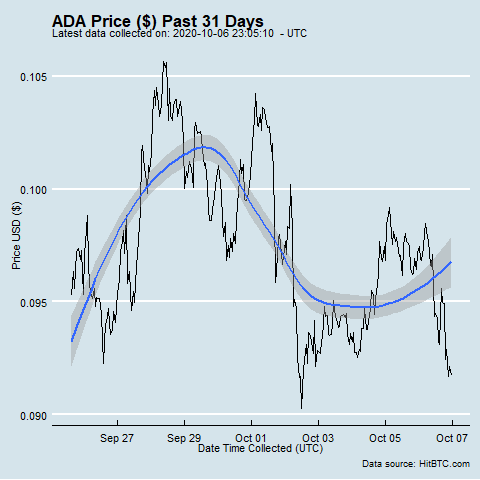 ADA Price ($) Past 31 Days
Latest data collected on: 2020-10-06 23:05:10 - UTC
Price USD ($)
0.105
0.100
0.095
0.090
Sep 27 Sep 29 Oct 01 Oct 03 Oct 05 Oct 07
Date Time Collected (UTC)
Data source: HitBTC.com